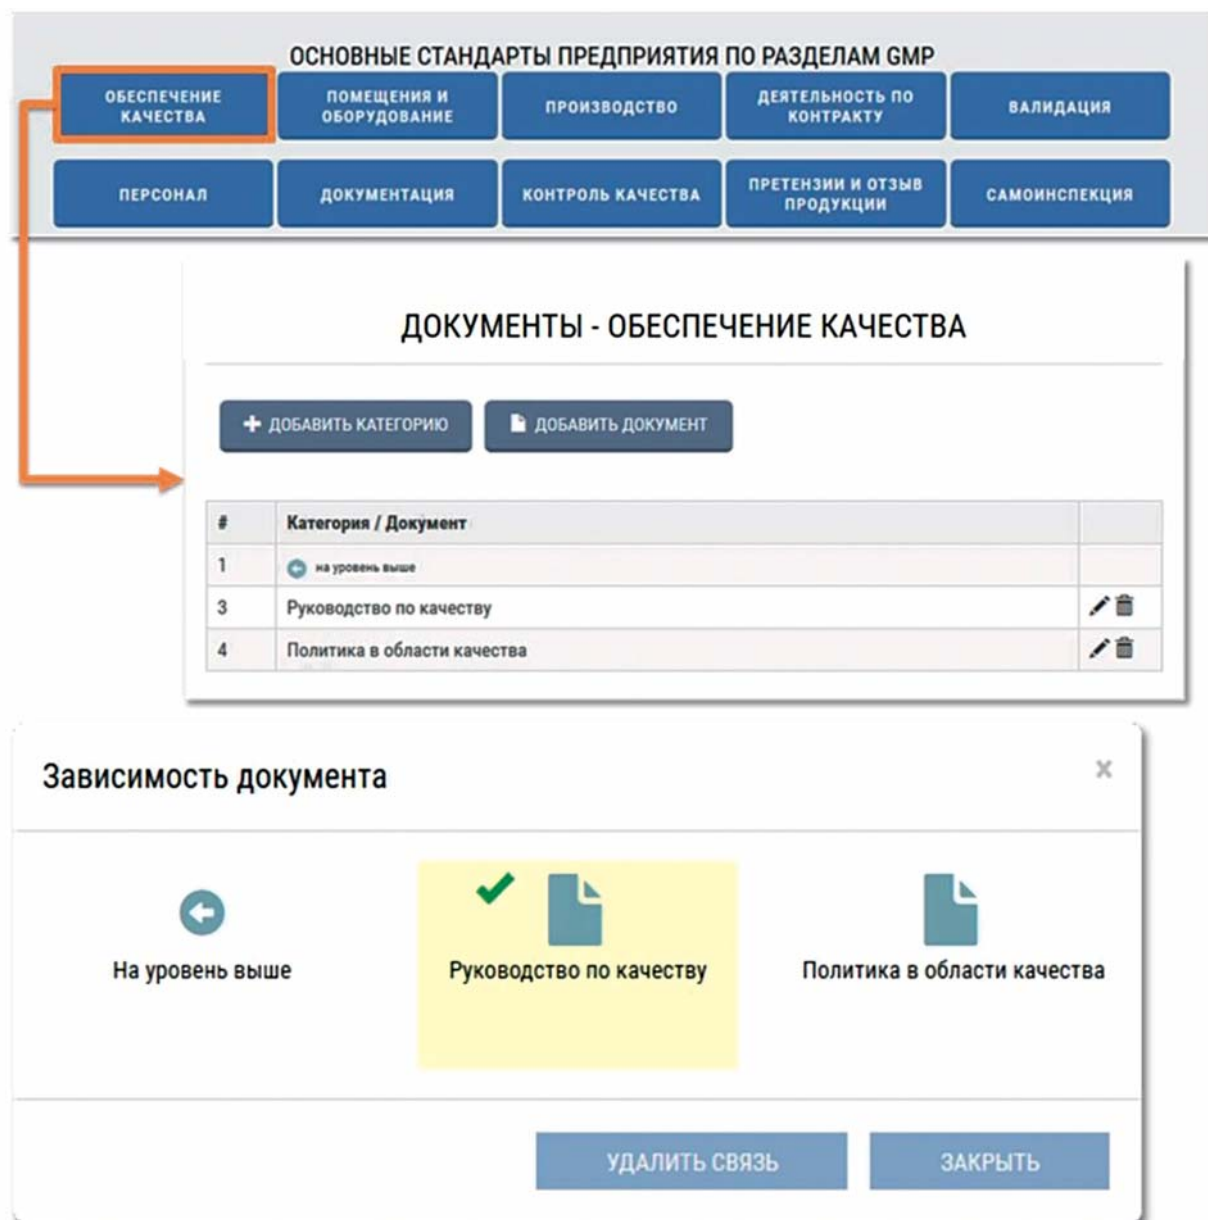 ОСНОВНЫЕ СТАНДАРТЫ ПРЕДПРИЯТИЯ ПО РАЗДЕЛАМ GMP
ОБЕСПЕЧЕНИЕ
КАЧЕСТВА
ПОМЕЩЕНИЯ И
ОБОРУДОВАНИЕ
ПРОИЗВОДСТВО
ДЕЯТЕЛЬНОСТЬ ПО
КОНТРАКТУ
ВАЛИДАЦИЯ
ПЕРСОНАЛ
ДОКУМЕНТАЦИЯ
КОНТРОЛЬ КАЧЕСТВА
ПРЕТЕНЗИИ И ОТЗЫВ
ПРОДУКЦИИ
САМОИНСПЕКЦИЯ
ДОКУМЕНТЫ - ОБЕСПЕЧЕНИЕ КАЧЕСТВА
ДОБАВИТЬ КАТЕГОРИЮ
ДОБАВИТЬ ДОКУМЕНТ
# Категория / Документ
1 на уровень выше
3 Руководство по качеству
4 Политика в области качества
Зависимость документа
x
На уровень выше
Руководство по качеству
Политика в области качества
УДАЛИТЬ СВЯЗЬ
ЗАКРЫТЬ